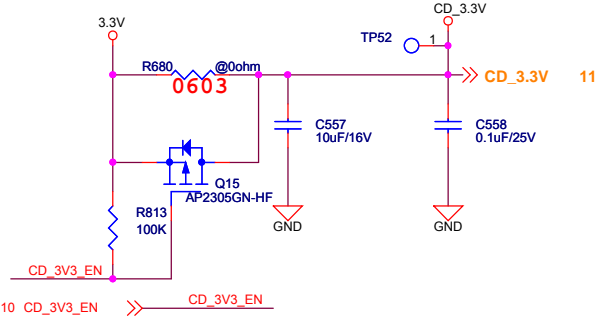 CD_3.3V
3.3V
TP52
1
R680 @0ohm
0603
CD_3.3V 11
C557
10uF/16V
C558
0.1uF/25V
Q15
AP2305GN-HF
R813
100K
GND
GND
CD_3V3_EN
10 CD_3V3_EN
CD_3V3_EN